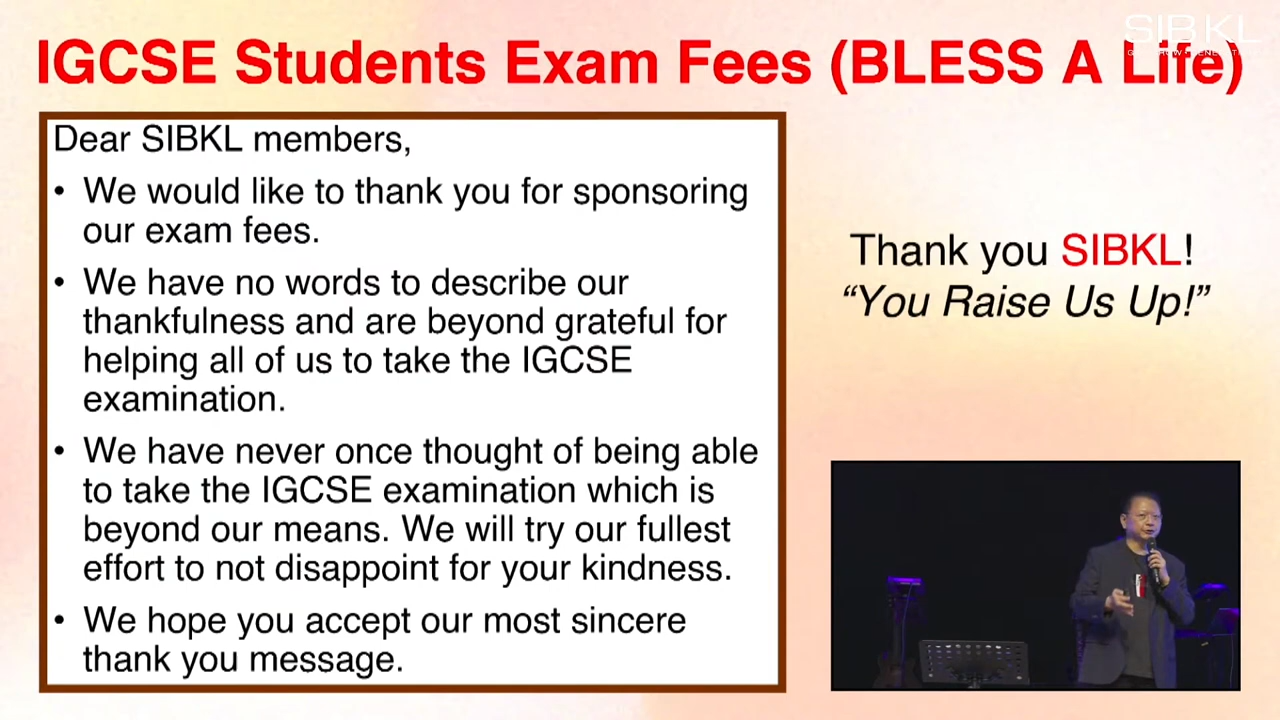 SIBKL
IGCSE Students Exam Fees (BLESS A Life)
Dear SIBKL members,
• We would like to thank you for sponsoring
our exam fees.
• We have no words to describe our
thankfulness and are beyond grateful for
helping all of us to take the IGCSE
examination.
• We have never once thought of being able
to take the IGCSE examination which is
beyond our means. We will try our fullest
effort to not disappoint for your kindness.
• We hope you accept our most sincere
thank you message.
Thank you SIBKL!
“You Raise Us Up!”